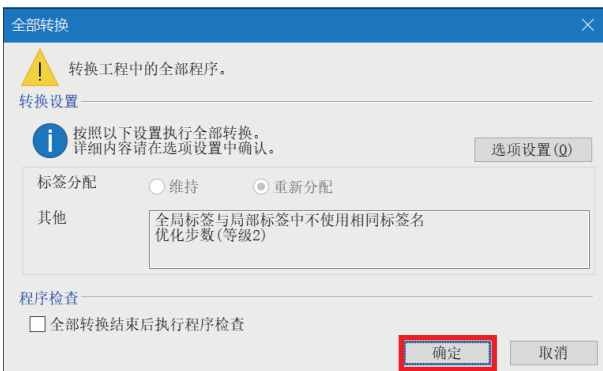 全部转换
转换工程中的全部程序。
转换设置
按照以下设置执行全部转换。
详细内容请在选项设置中确认。
选项设置(O)
标签分配
维持
重新分配
其他
全局标签与局部标签中不使用相同标签名
优化步数(等级2)
程序检查
全部转换结束后执行程序检查
确定
取消